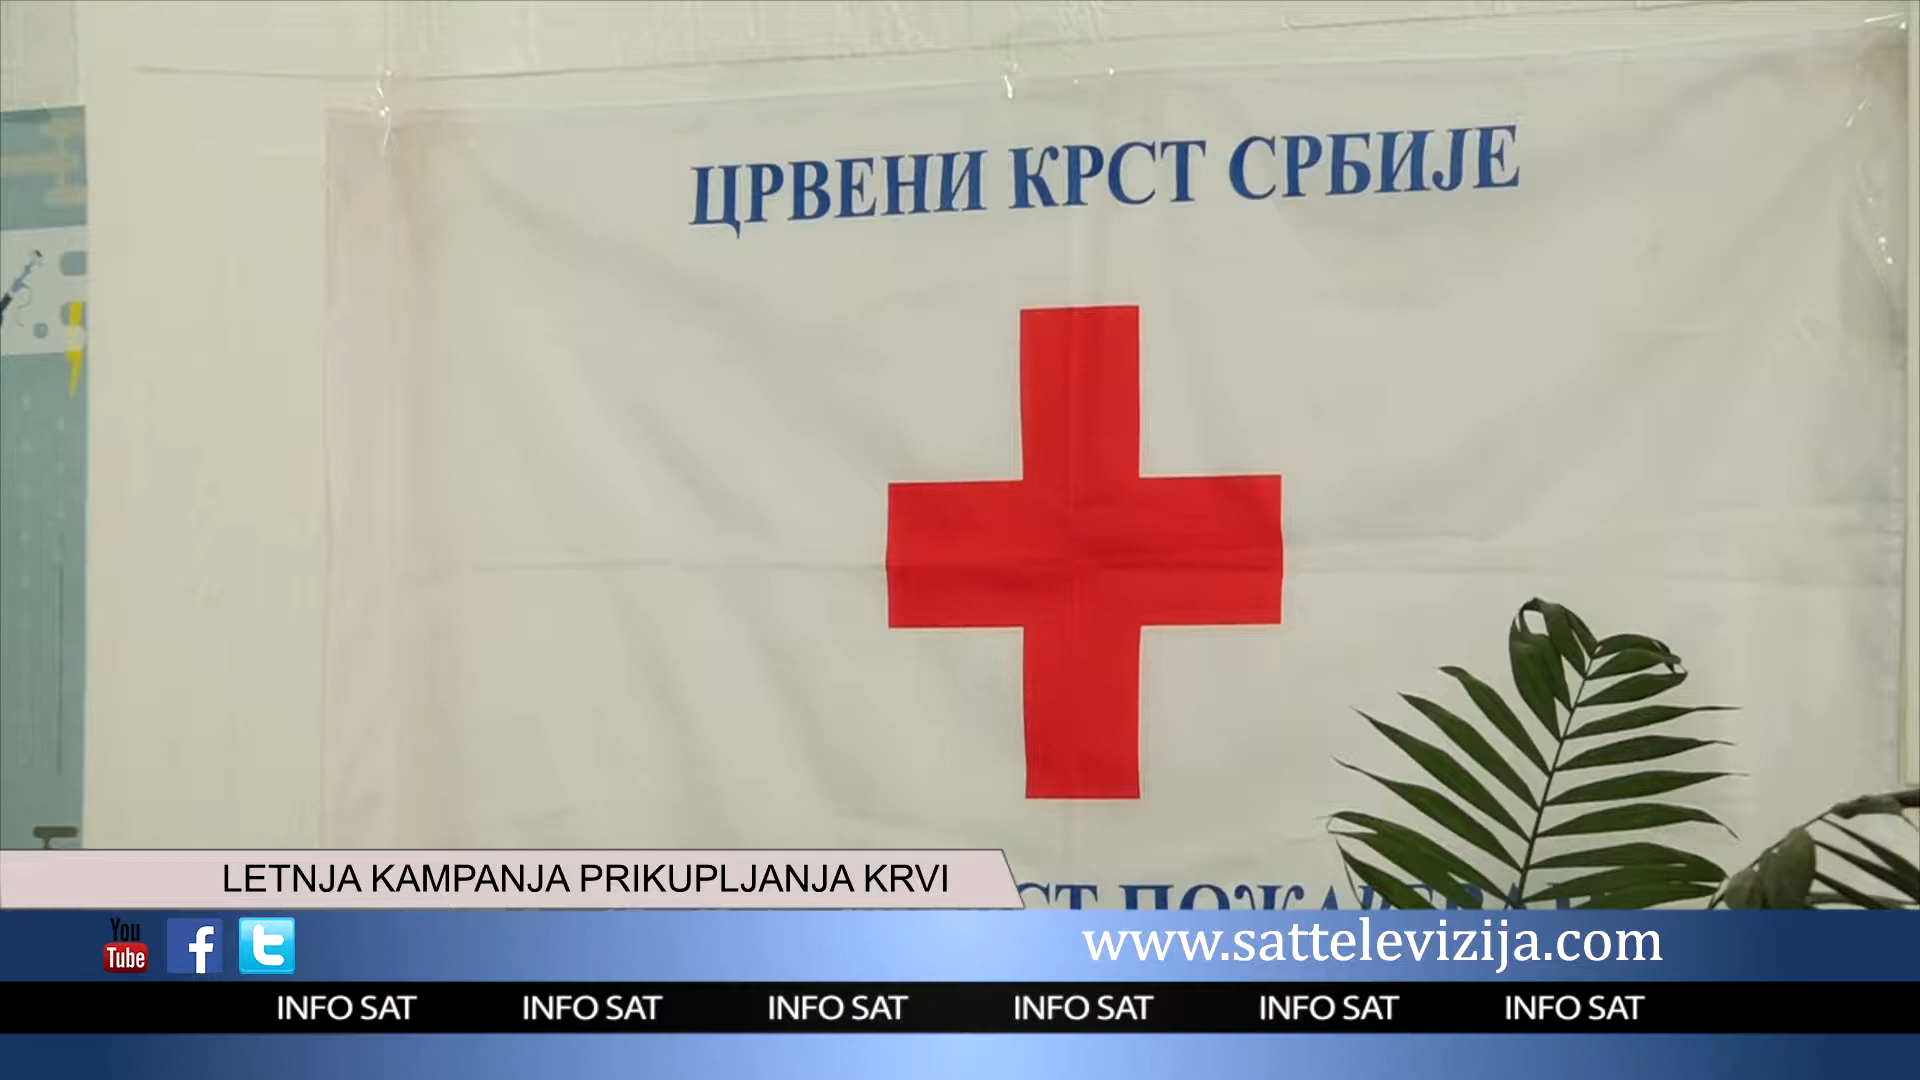 ЦРВЕНИ КРСТ СРБИЈЕ
LETNJA KAMPANJA PRIKUPLJANJA KRVI
You
Tube
www.sattelevizija.com
INFO SAT INFO SAT INFO SAT INFO SAT INFO SAT INFO SAT